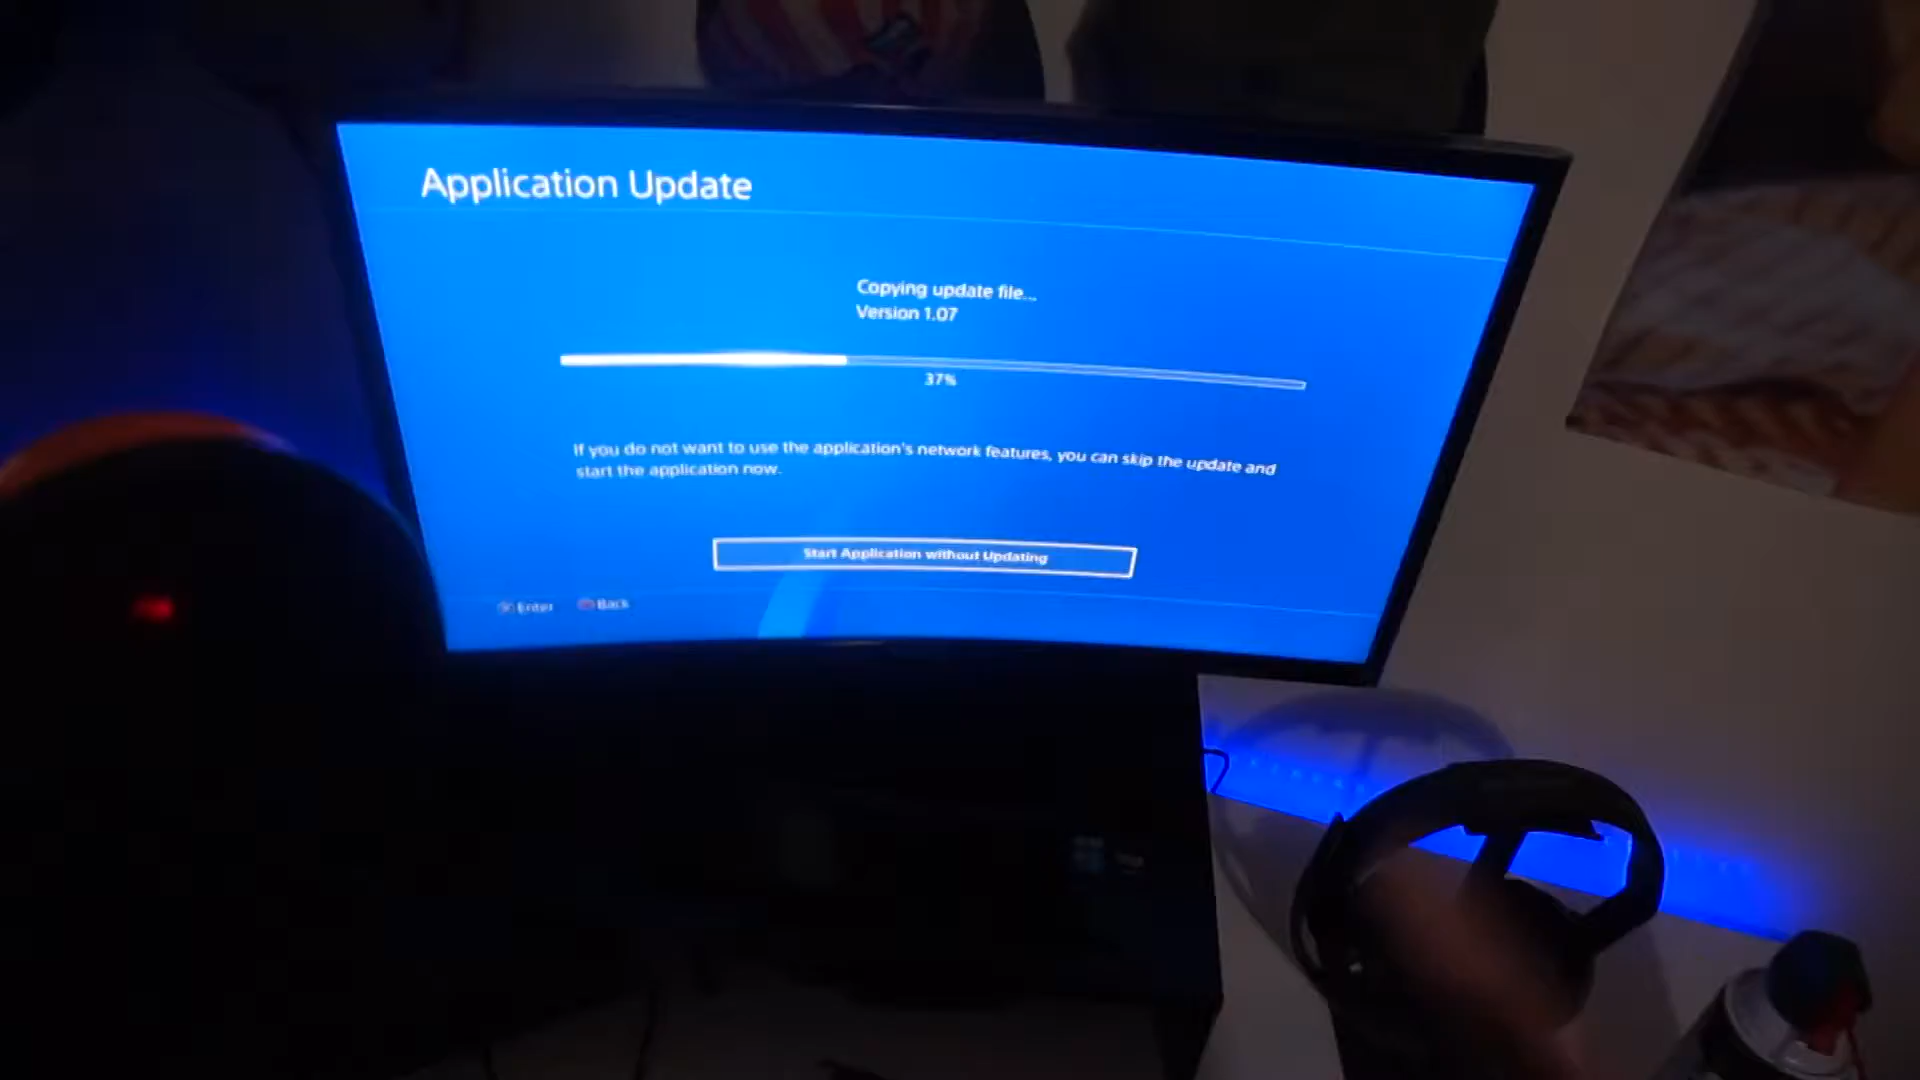 Application Update
Copying update file...
Version 1.07
37%
If you do not want to use the application's network features, you can skip the update and
start the application now.
Start Application without Updating
Enter
Back